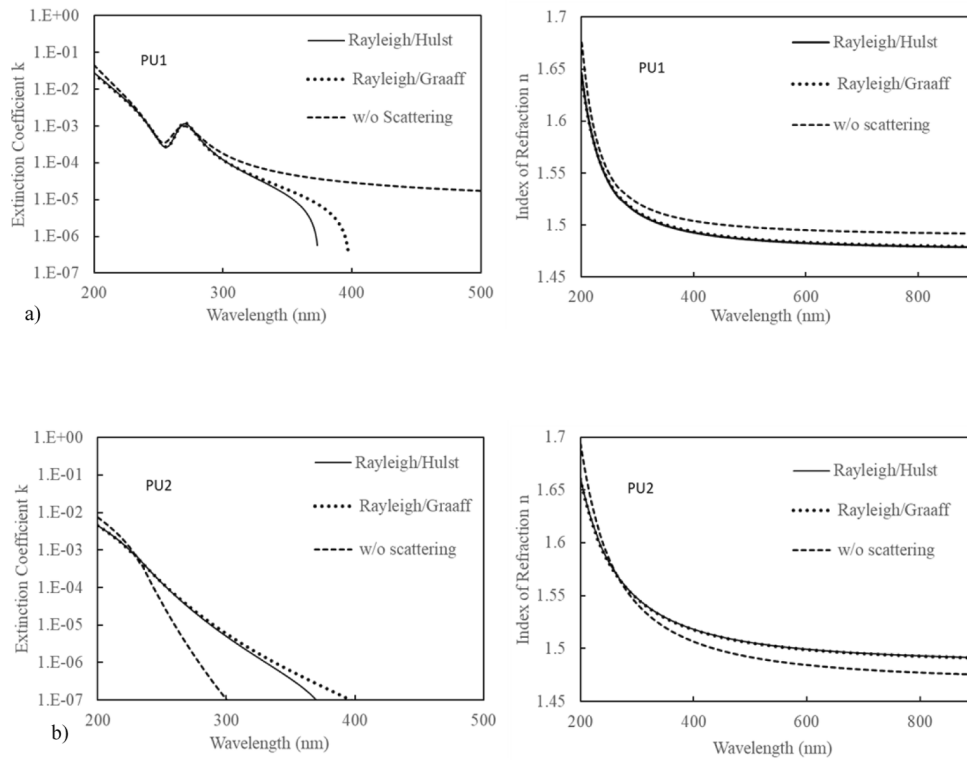 1.E+00
1.E-01
1.E-02
1.E-03
1.E-04
1.E-05
1.E-06
1.E-07
Extinction Coefficient k
PU1
Rayleigh/Hulst
Rayleigh/Graaff
w/o Scattering
200
300
400
500
Wavelength (nm)
a)
1.7
1.65
1.6
1.55
1.5
1.45
Index of Refraction n
PU1
Rayleigh/Hulst
Rayleigh/Graaff
w/o scattering
200
400
600
800
Wavelength (nm)
1.E+00
1.E-01
1.E-02
1.E-03
1.E-04
1.E-05
1.E-06
1.E-07
Extinction Coefficient k
PU2
Rayleigh/Hulst
Rayleigh/Graaff
w/o scattering
200
300
400
500
Wavelength (nm)
b)
1.7
1.65
1.6
1.55
1.5
1.45
Index of Refraction n
PU2
Rayleigh/Hulst
Rayleigh/Graaff
w/o scattering
200
400
600
800
Wavelength (nm)